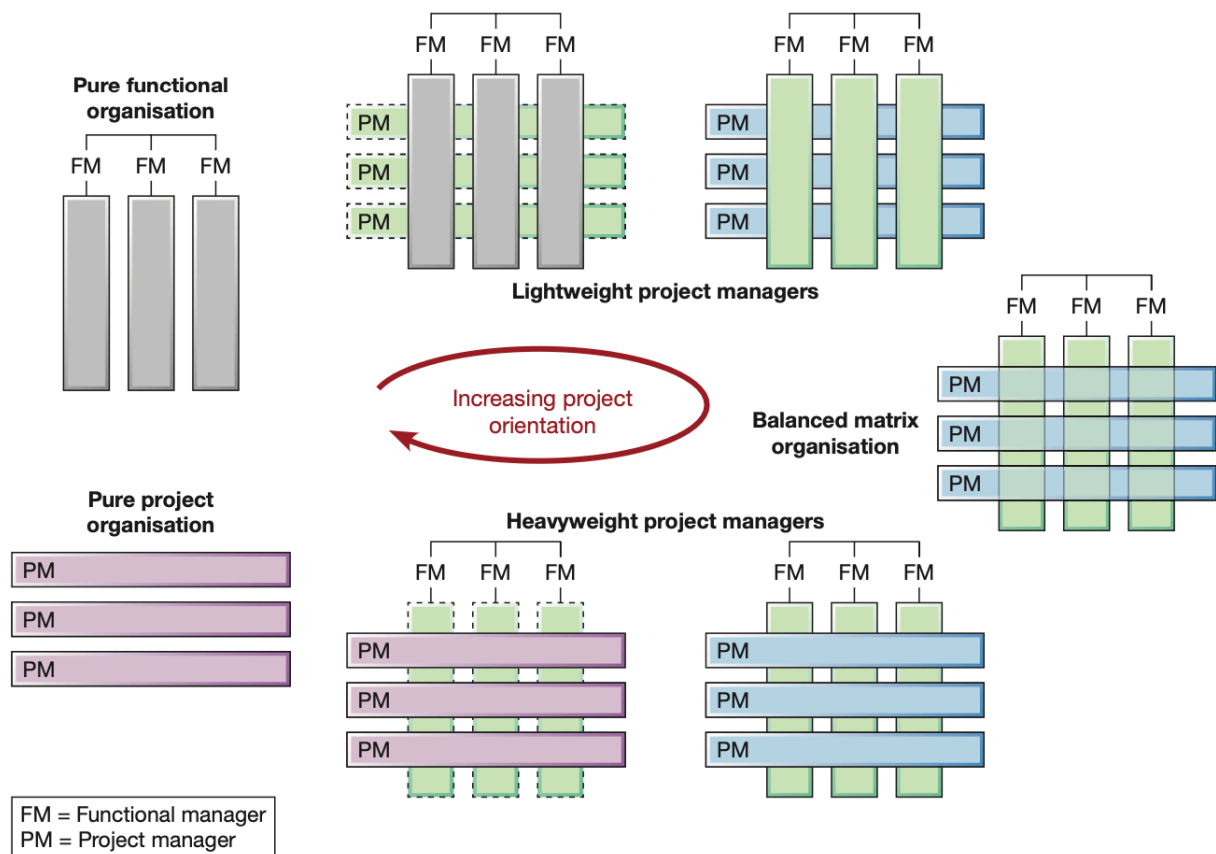 Pure functional
organisation
FM FM FM
FM FM FM
PM
PM
PM
FM FM FM
PM
PM
PM
Lightweight project managers
FM FM FM
PM
PM
PM
Balanced matrix
organisation
Increasing project
orientation
Heavyweight project managers
FM FM FM
PM
PM
PM
FM FM FM
PM
PM
PM
Pure project
organisation
PM
PM
PM
FM = Functional manager
PM = Project manager